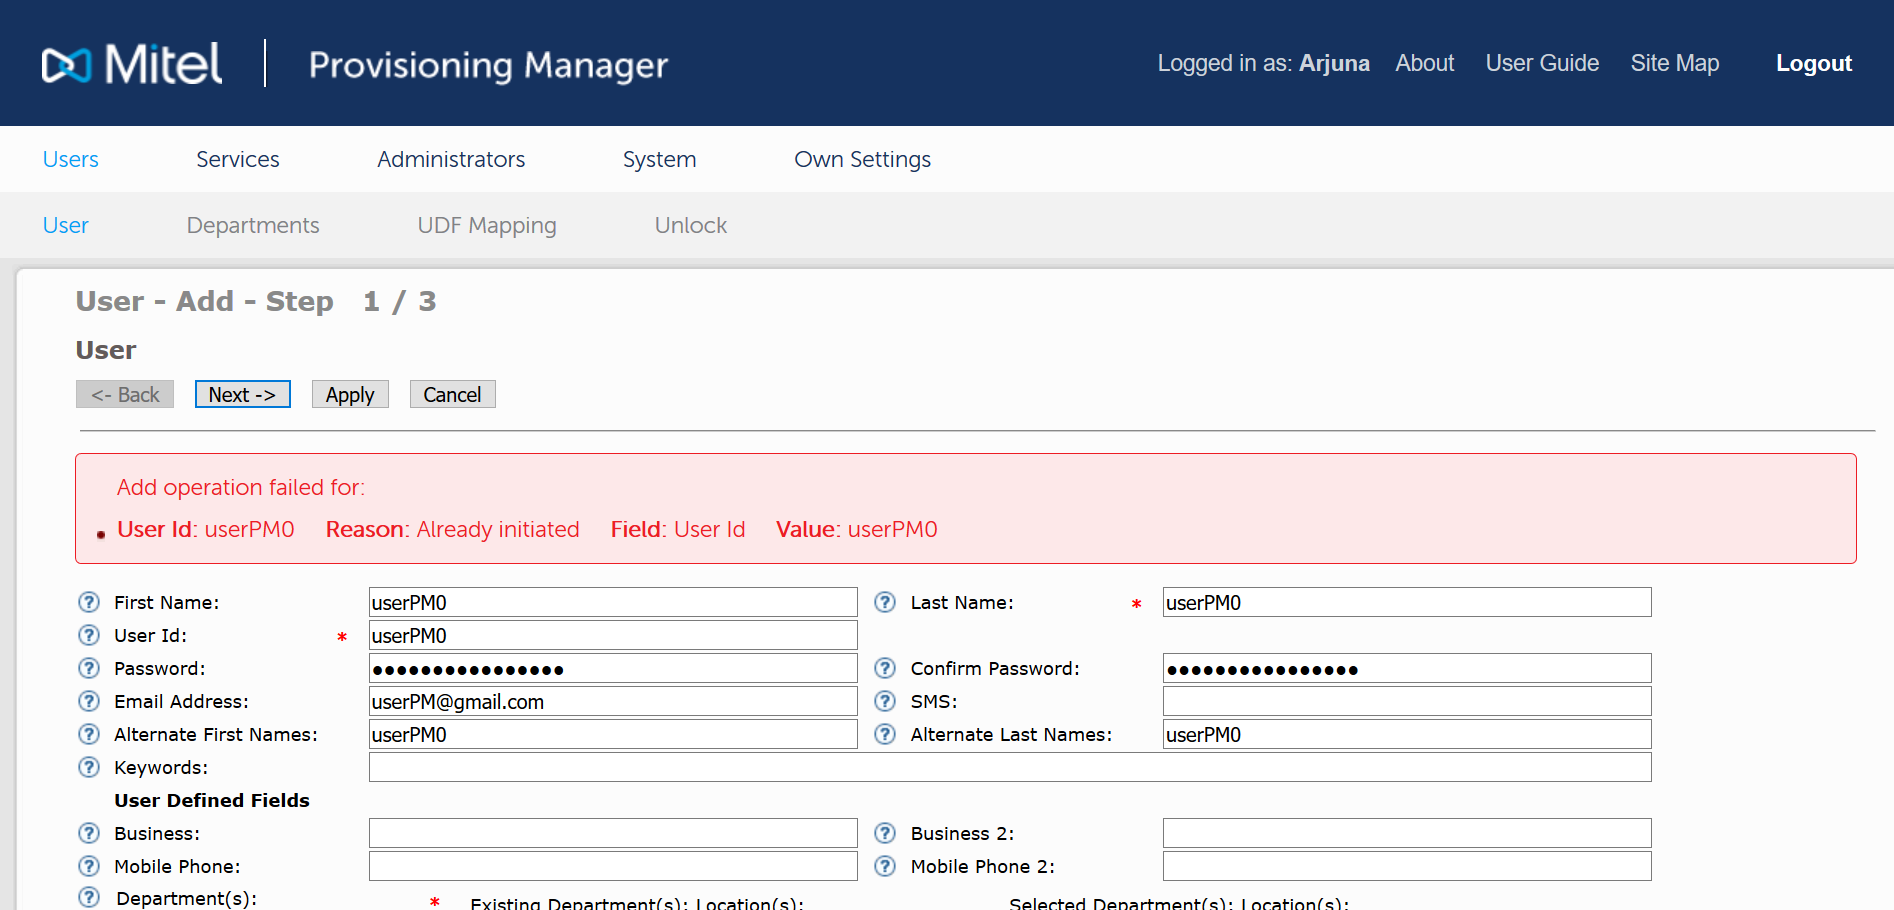 Mitel Provisioning Manager Logged in as: Arjuna About User Guide Site Map Logout
Users Services Administrators System Own Settings
User Departments UDF Mapping Unlock
User - Add - Step 1 / 3
User
<- Back Next -> Apply Cancel
Add operation failed for:
User Id: userPM0 Reason: Already initiated Field: User Id Value: userPM0
? First Name: userPM0 ? Last Name: * userPM0
? User Id: * userPM0
? Password: ●●●●●●●●●●●●●●●● ? Confirm Password: ●●●●●●●●●●●●●●●●
? Email Address: userPM@gmail.com ? SMS:
? Alternate First Names: userPM0 ? Alternate Last Names: userPM0
? Keywords:
User Defined Fields
? Business: ? Business 2:
? Mobile Phone: ? Mobile Phone 2:
? Department(s): * Existing Department(s): Location(s): Selected Department(s): Location(s):